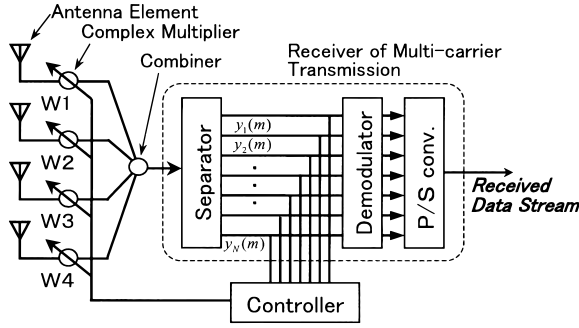 Antenna Element
Complex Multiplier
Combiner
Receiver of Multi-carrier
Transmission
W1
W2
W3
W4
Separator
y₁(m)
y₂(m)
y_N(m)
Demodulator
P/S conv.
Received
Data Stream
Controller